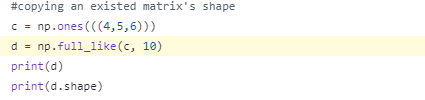 #copying an existed matrix's shape
c = np.ones(((4,5,6)))
d = np.full_like(c, 10)
print(d)
print(d.shape)